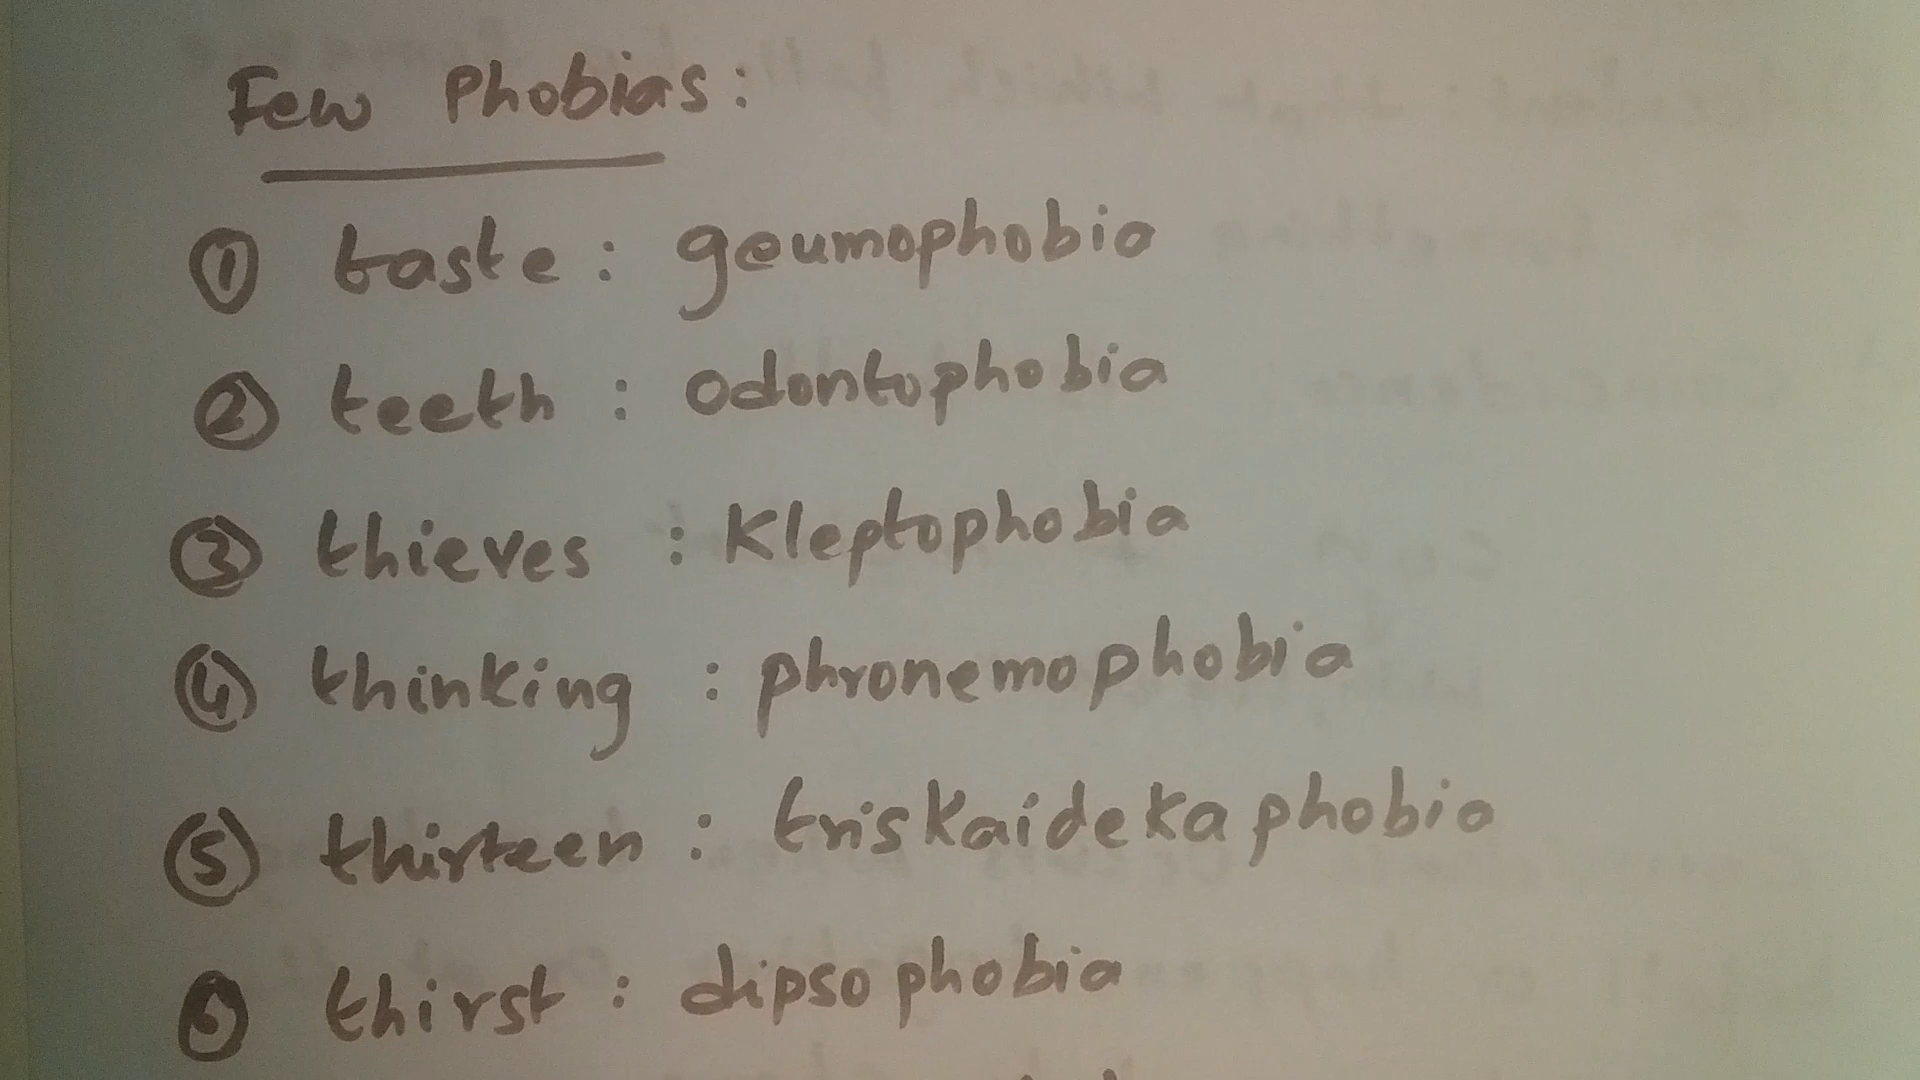 Few Phobias:
① taste: geumophobia
② teeth: odontophobia
③ thieves: Kleptophobia
④ thinking: phronemophobia
⑤ thirteen: triskaidekaphobia
⑥ thirst: dipsophobia